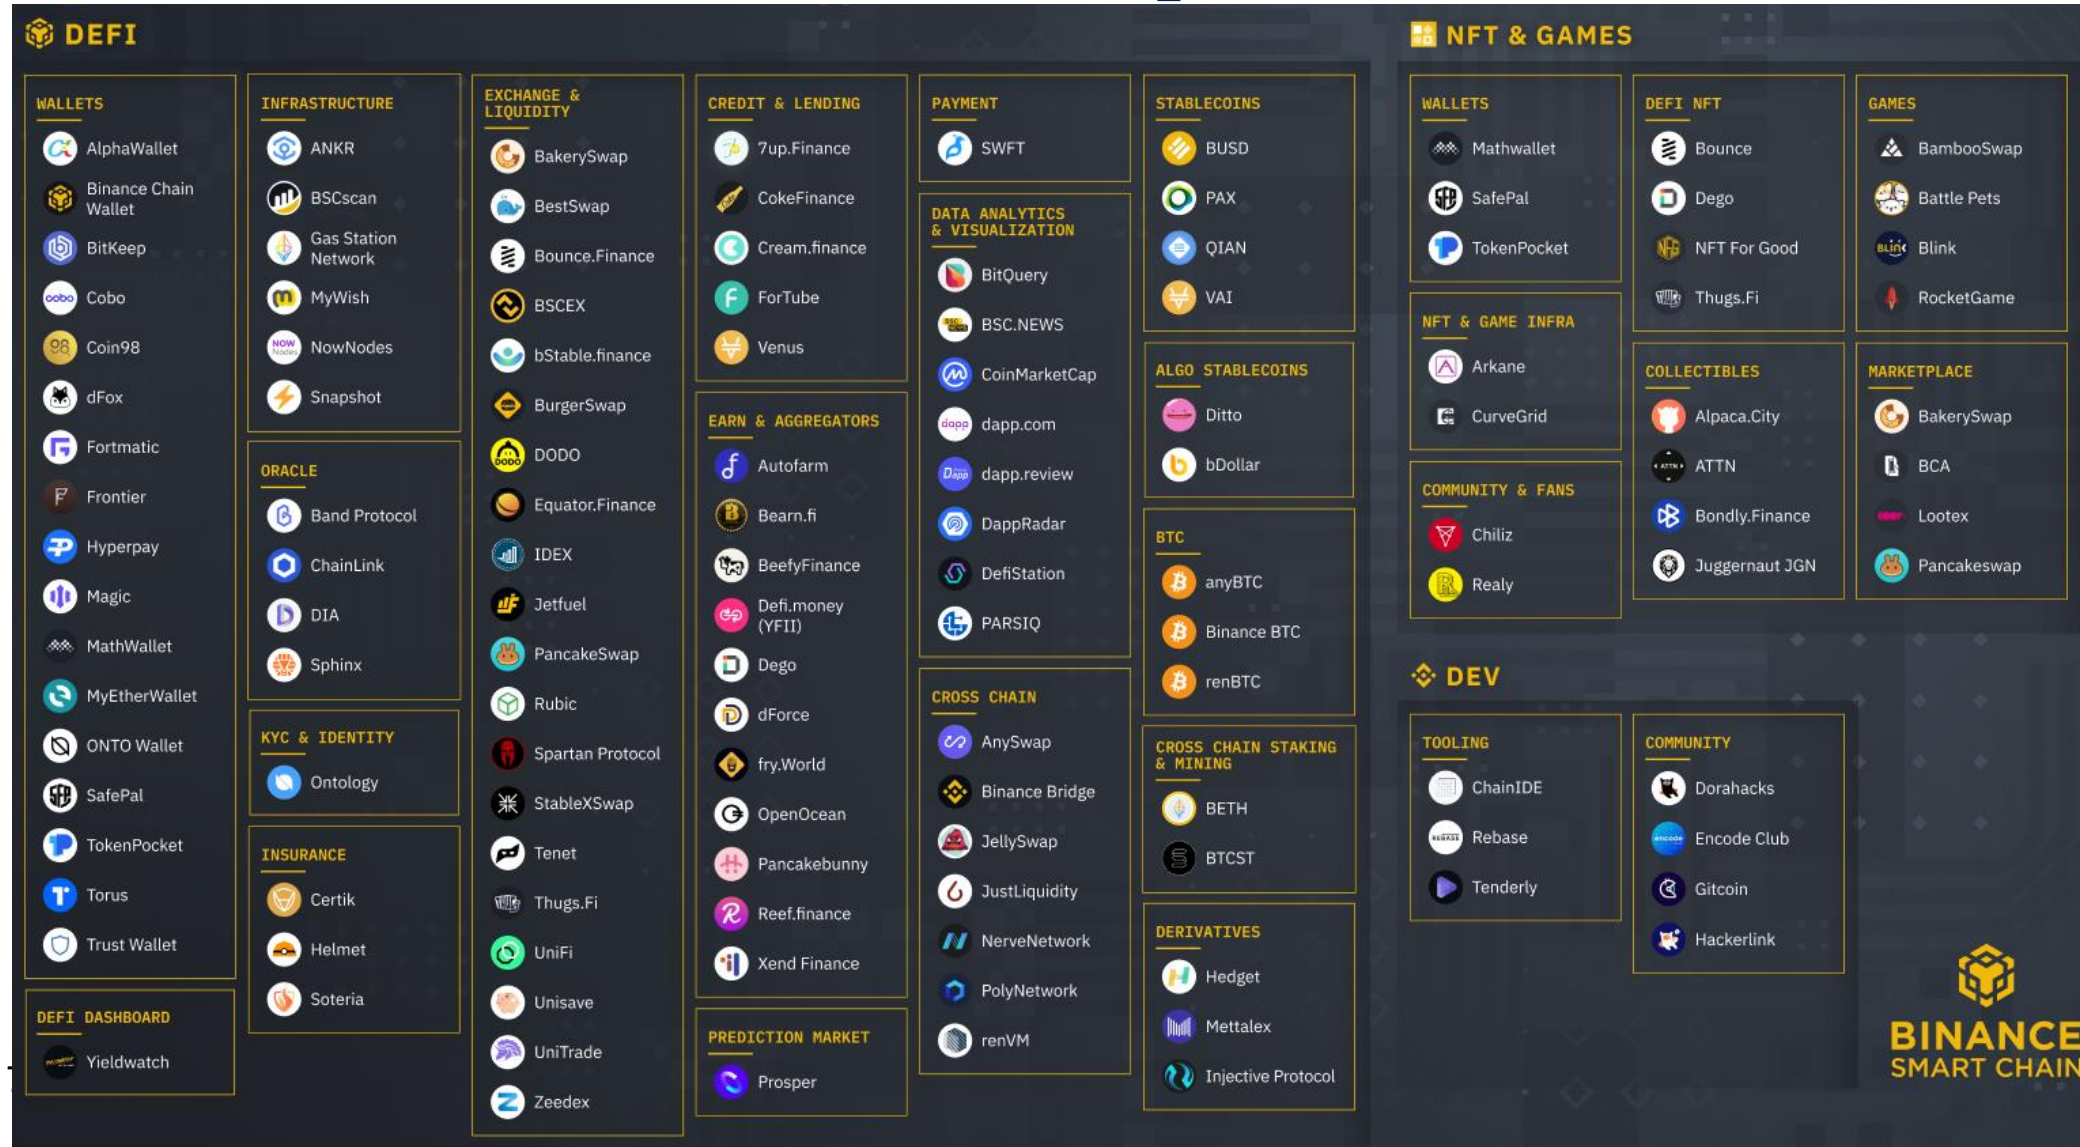 DEFI
WALLETS
AlphaWallet
Binance Chain
Wallet
BitKeep
Cobo
Coin98
dFox
Fortmatic
Frontier
Hyperpay
Magic
MathWallet
MyEtherWallet
ONTO Wallet
SafePal
TokenPocket
Torus
Trust Wallet
DEFI DASHBOARD
Yieldwatch
INFRASTRUCTURE
ANKR
BSCscan
Gas Station
Network
MyWish
NowNodes
Snapshot
ORACLE
Band Protocol
ChainLink
DIA
Sphinx
KYC & IDENTITY
Ontology
INSURANCE
Certik
Helmet
Soteria
EXCHANGE &
LIQUIDITY
BakerySwap
BestSwap
Bounce.Finance
BSCEX
bStable.finance
BurgerSwap
DODO
Equator.Finance
IDEX
Jetfuel
PancakeSwap
Rubic
Spartan Protocol
StableXSwap
Tenet
Thugs.Fi
UniFi
Unisave
UniTrade
Zeedex
CREDIT & LENDING
7up.Finance
CokeFinance
Cream.finance
ForTube
Venus
EARN & AGGREGATORS
Autofarm
Bearn.fi
BeefyFinance
Defi.money
(YFII)
Dego
dForce
fry.World
OpenOcean
Pancakebunny
Reef.finance
Xend Finance
PREDICTION MARKET
Prosper
PAYMENT
SWFT
DATA ANALYTICS
& VISUALIZATION
BitQuery
BSC.NEWS
CoinMarketCap
dapp.com
dapp.review
DappRadar
DefiStation
PARSIQ
CROSS CHAIN
AnySwap
Binance Bridge
JellySwap
JustLiquidity
NerveNetwork
PolyNetwork
renVM
STABLECOINS
BUSD
PAX
QIAN
VAI
ALGO STABLECOINS
Ditto
bDollar
BTC
anyBTC
Binance BTC
renBTC
CROSS CHAIN STAKING
& MINING
BETH
BTCST
DERIVATIVES
Hedget
Mettalex
Injective Protocol
NFT & GAMES
WALLETS
Mathwallet
SafePal
TokenPocket
NFT & GAME INFRA
Arkane
CurveGrid
COMMUNITY & FANS
Chiliz
Realy
DEFI NFT
Bounce
Dego
NFT For Good
Thugs.Fi
COLLECTIBLES
Alpaca.City
ATTN
Bondly.Finance
Juggernaut JGN
GAMES
BambooSwap
Battle Pets
Blink
RocketGame
MARKETPLACE
BakerySwap
BCA
Lootex
Pancakeswap
DEV
TOOLING
ChainIDE
Rebase
Tenderly
COMMUNITY
Dorahacks
Encode Club
Gitcoin
Hackerlink
BINANCE
SMART CHAIN